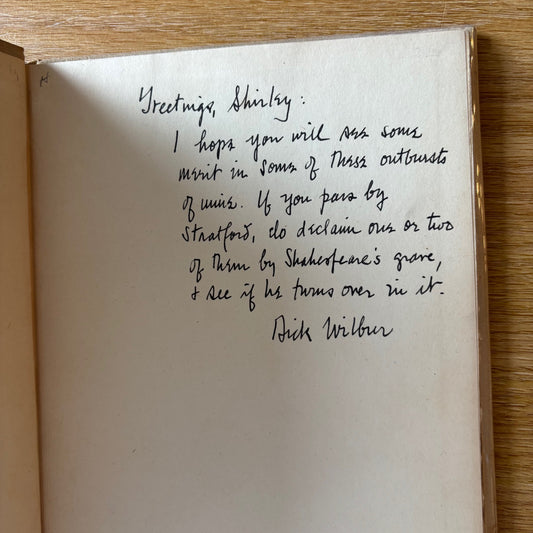 Greetings, Shirley:
I hope you will see some
merit in some of these outbursts
of mine. If you pass by
Stratford, do declaim one or two
of them by Shakespeare's grave,
& see if he turns over in it.
Dick Wilbur